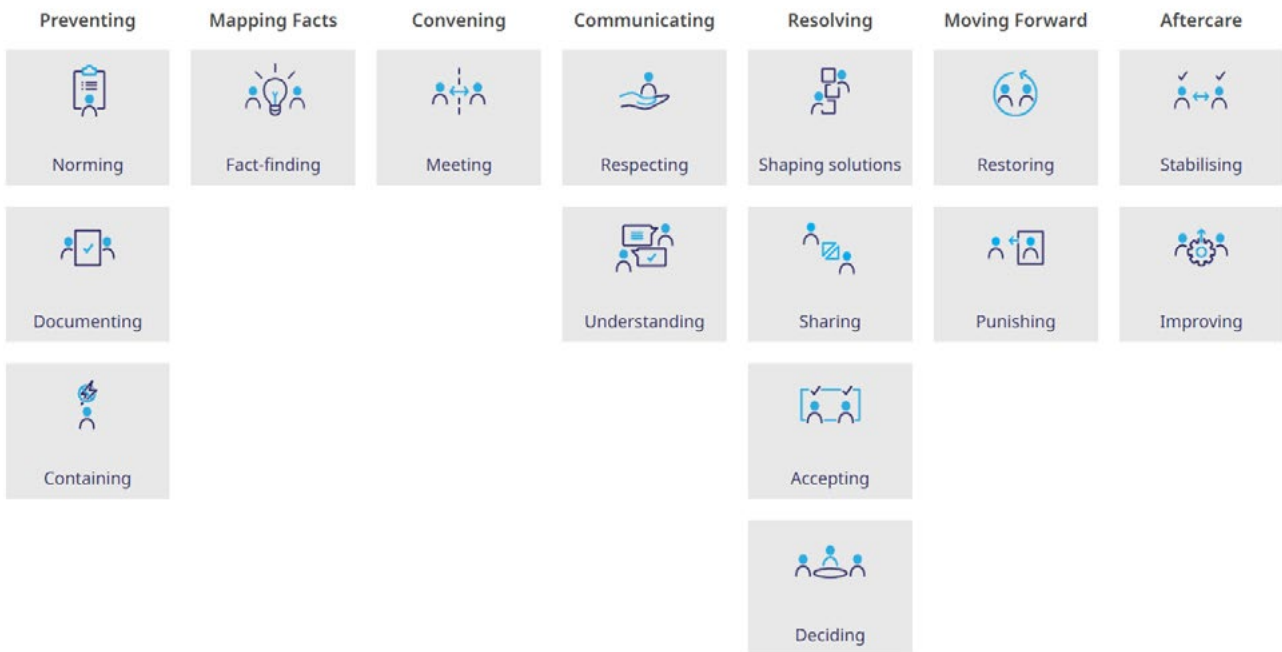 Preventing
Mapping Facts
Convening
Communicating
Resolving
Moving Forward
Aftercare
Norming
Fact-finding
Meeting
Respecting
Shaping solutions
Restoring
Stabilising
Documenting
Understanding
Sharing
Punishing
Improving
Containing
Accepting
Deciding